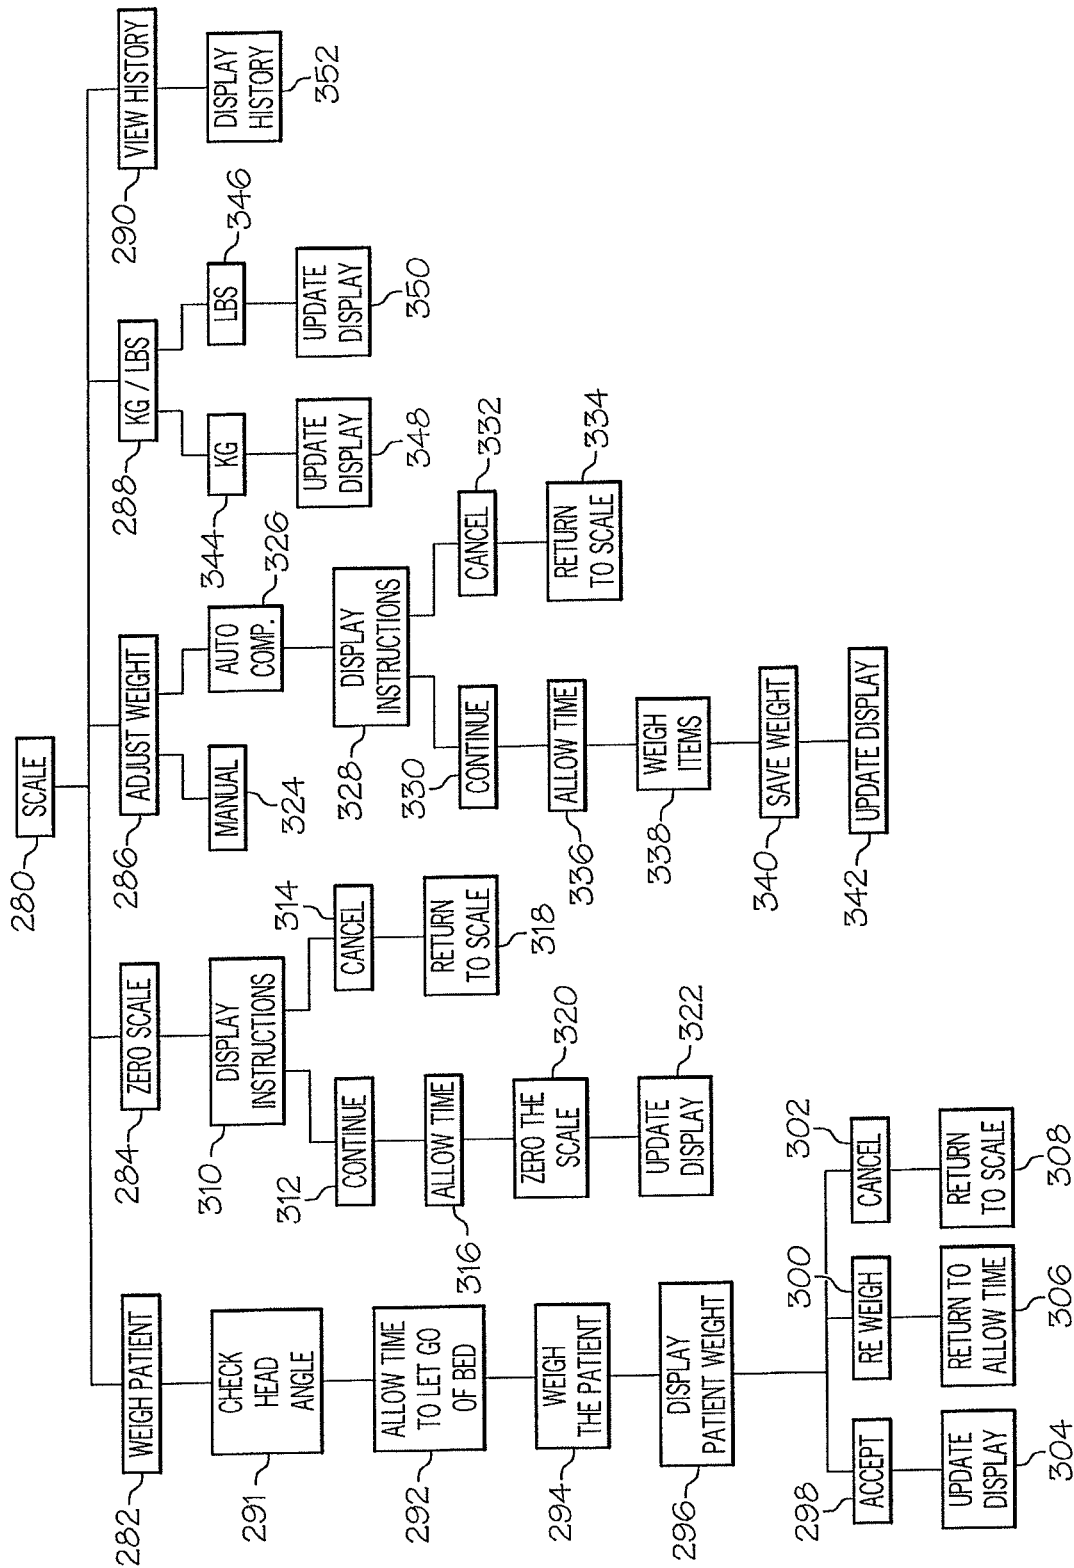 280
SCALE
282
WEIGH PATIENT
284
ZERO SCALE
286
ADJUST WEIGHT
288
KG / LBS
290
VIEW HISTORY
291
CHECK
HEAD
ANGLE
292
ALLOW TIME
TO LET GO
OF BED
294
WEIGH
THE PATIENT
296
DISPLAY
PATIENT WEIGHT
298
ACCEPT
300
RE WEIGH
302
CANCEL
304
UPDATE
DISPLAY
306
RETURN TO
ALLOW TIME
308
RETURN
TO SCALE
310
DISPLAY
INSTRUCTIONS
312
CONTINUE
314
CANCEL
316
ALLOW TIME
318
RETURN
TO SCALE
320
ZERO THE
SCALE
322
UPDATE
DISPLAY
324
MANUAL
326
AUTO
COMP.
328
DISPLAY
INSTRUCTIONS
330
CONTINUE
332
CANCEL
334
RETURN
TO SCALE
336
ALLOW TIME
338
WEIGH
ITEMS
340
SAVE WEIGHT
342
UPDATE DISPLAY
344
KG
346
LBS
348
UPDATE
DISPLAY
350
UPDATE
DISPLAY
352
DISPLAY
HISTORY